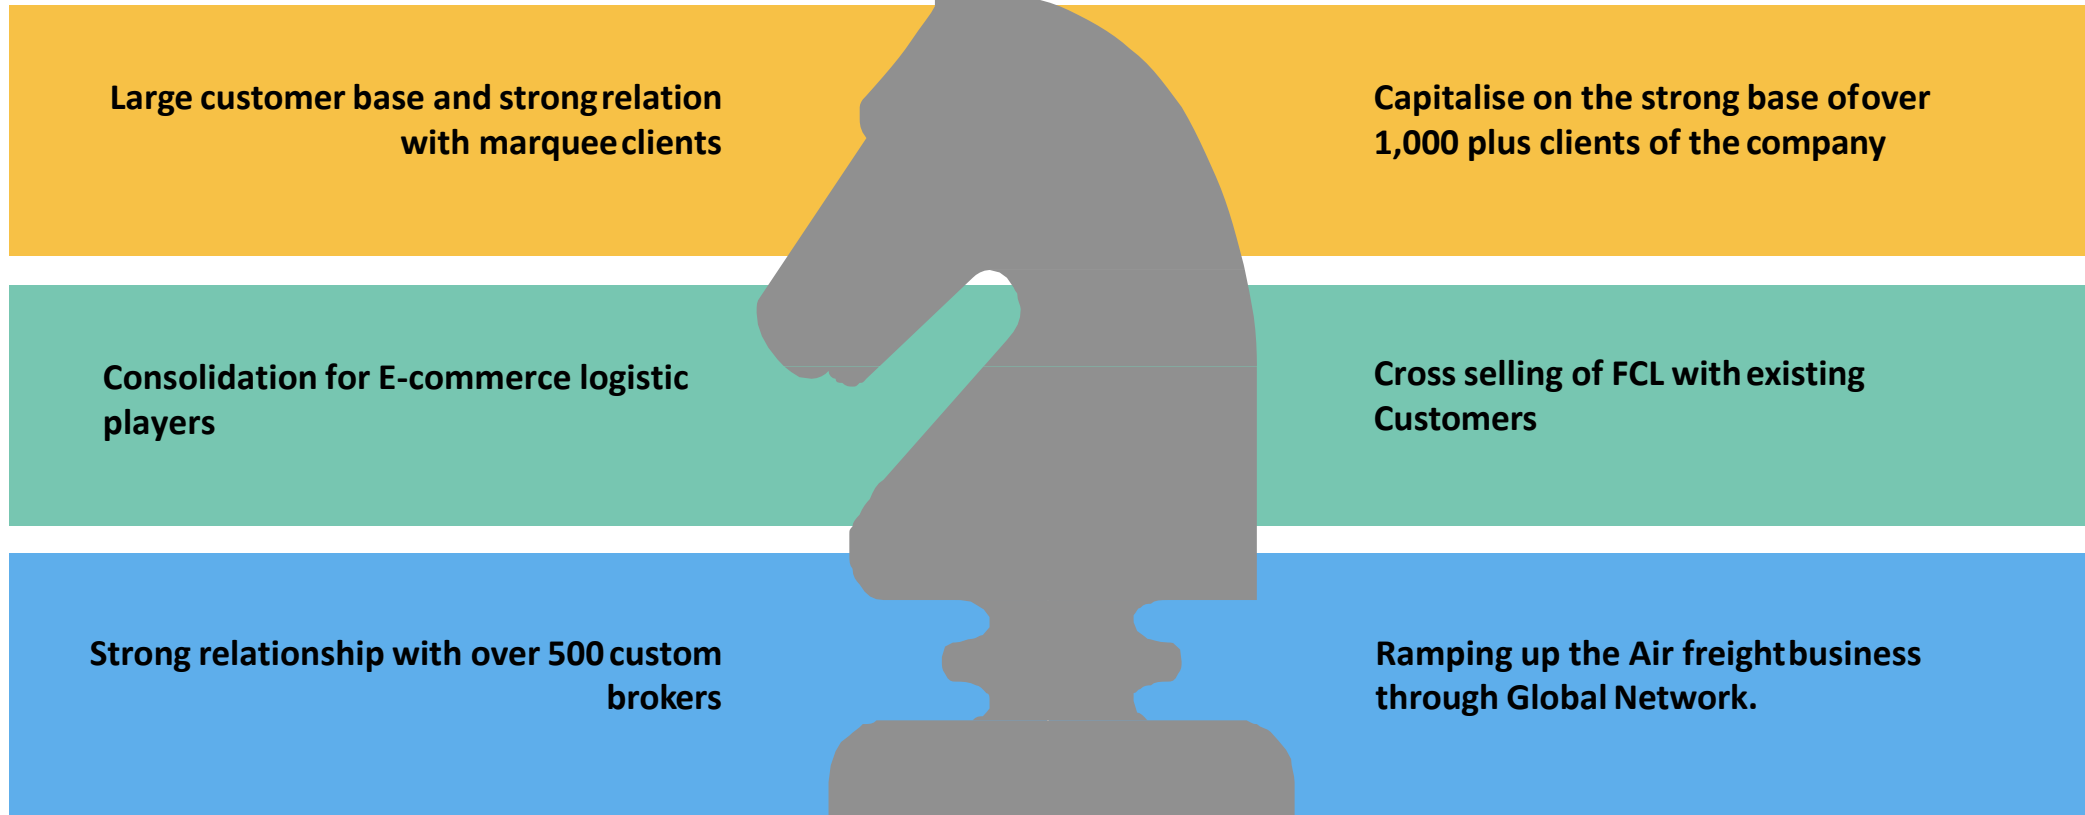 Large customer base and strong relation
with marquee clients
Capitalise on the strong base of over
1,000 plus clients of the company
Consolidation for E-commerce logistic
players
Cross selling of FCL with existing
Customers
Strong relationship with over 500 custom
brokers
Ramping up the Air freight business
through Global Network.